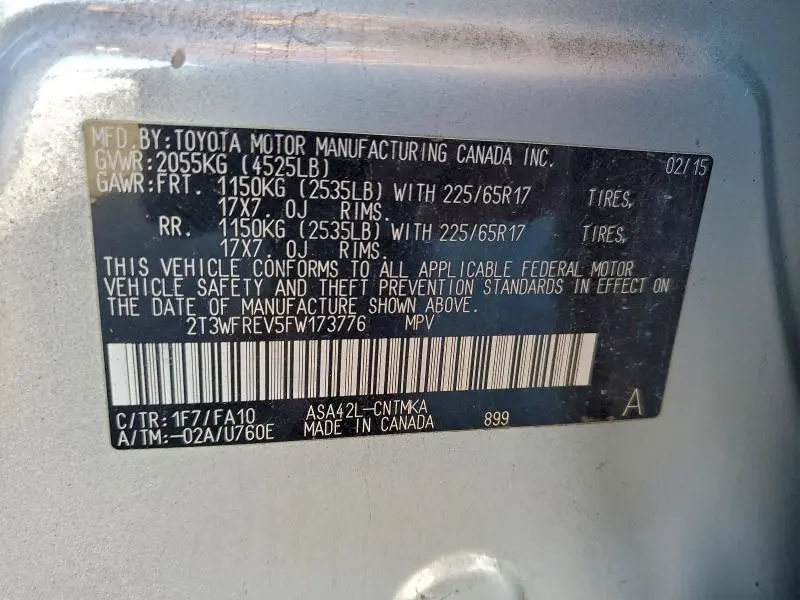 MFD.BY:TOYOTA MOTOR MANUFACTURING CANADA INC. 02/15
GVWR:2055KG (4525LB)
GAWR:FRT. 1150KG (2535LB) WITH 225/65R17 TIRES,
17X7.0J RIMS.
RR. 1150KG (2535LB) WITH 225/65R17 TIRES,
17X7.0J RIMS.
THIS VEHICLE CONFORMS TO ALL APPLICABLE FEDERAL MOTOR
VEHICLE SAFETY AND THEFT PREVENTION STANDARDS IN EFFECT ON
THE DATE OF MANUFACTURE SHOWN ABOVE.
2T3WFREV5FW173776 MPV
C/TR:1F7/FA10 ASA42L-CNTMKA A
A/TM:-02A/U760E MADE IN CANADA 899